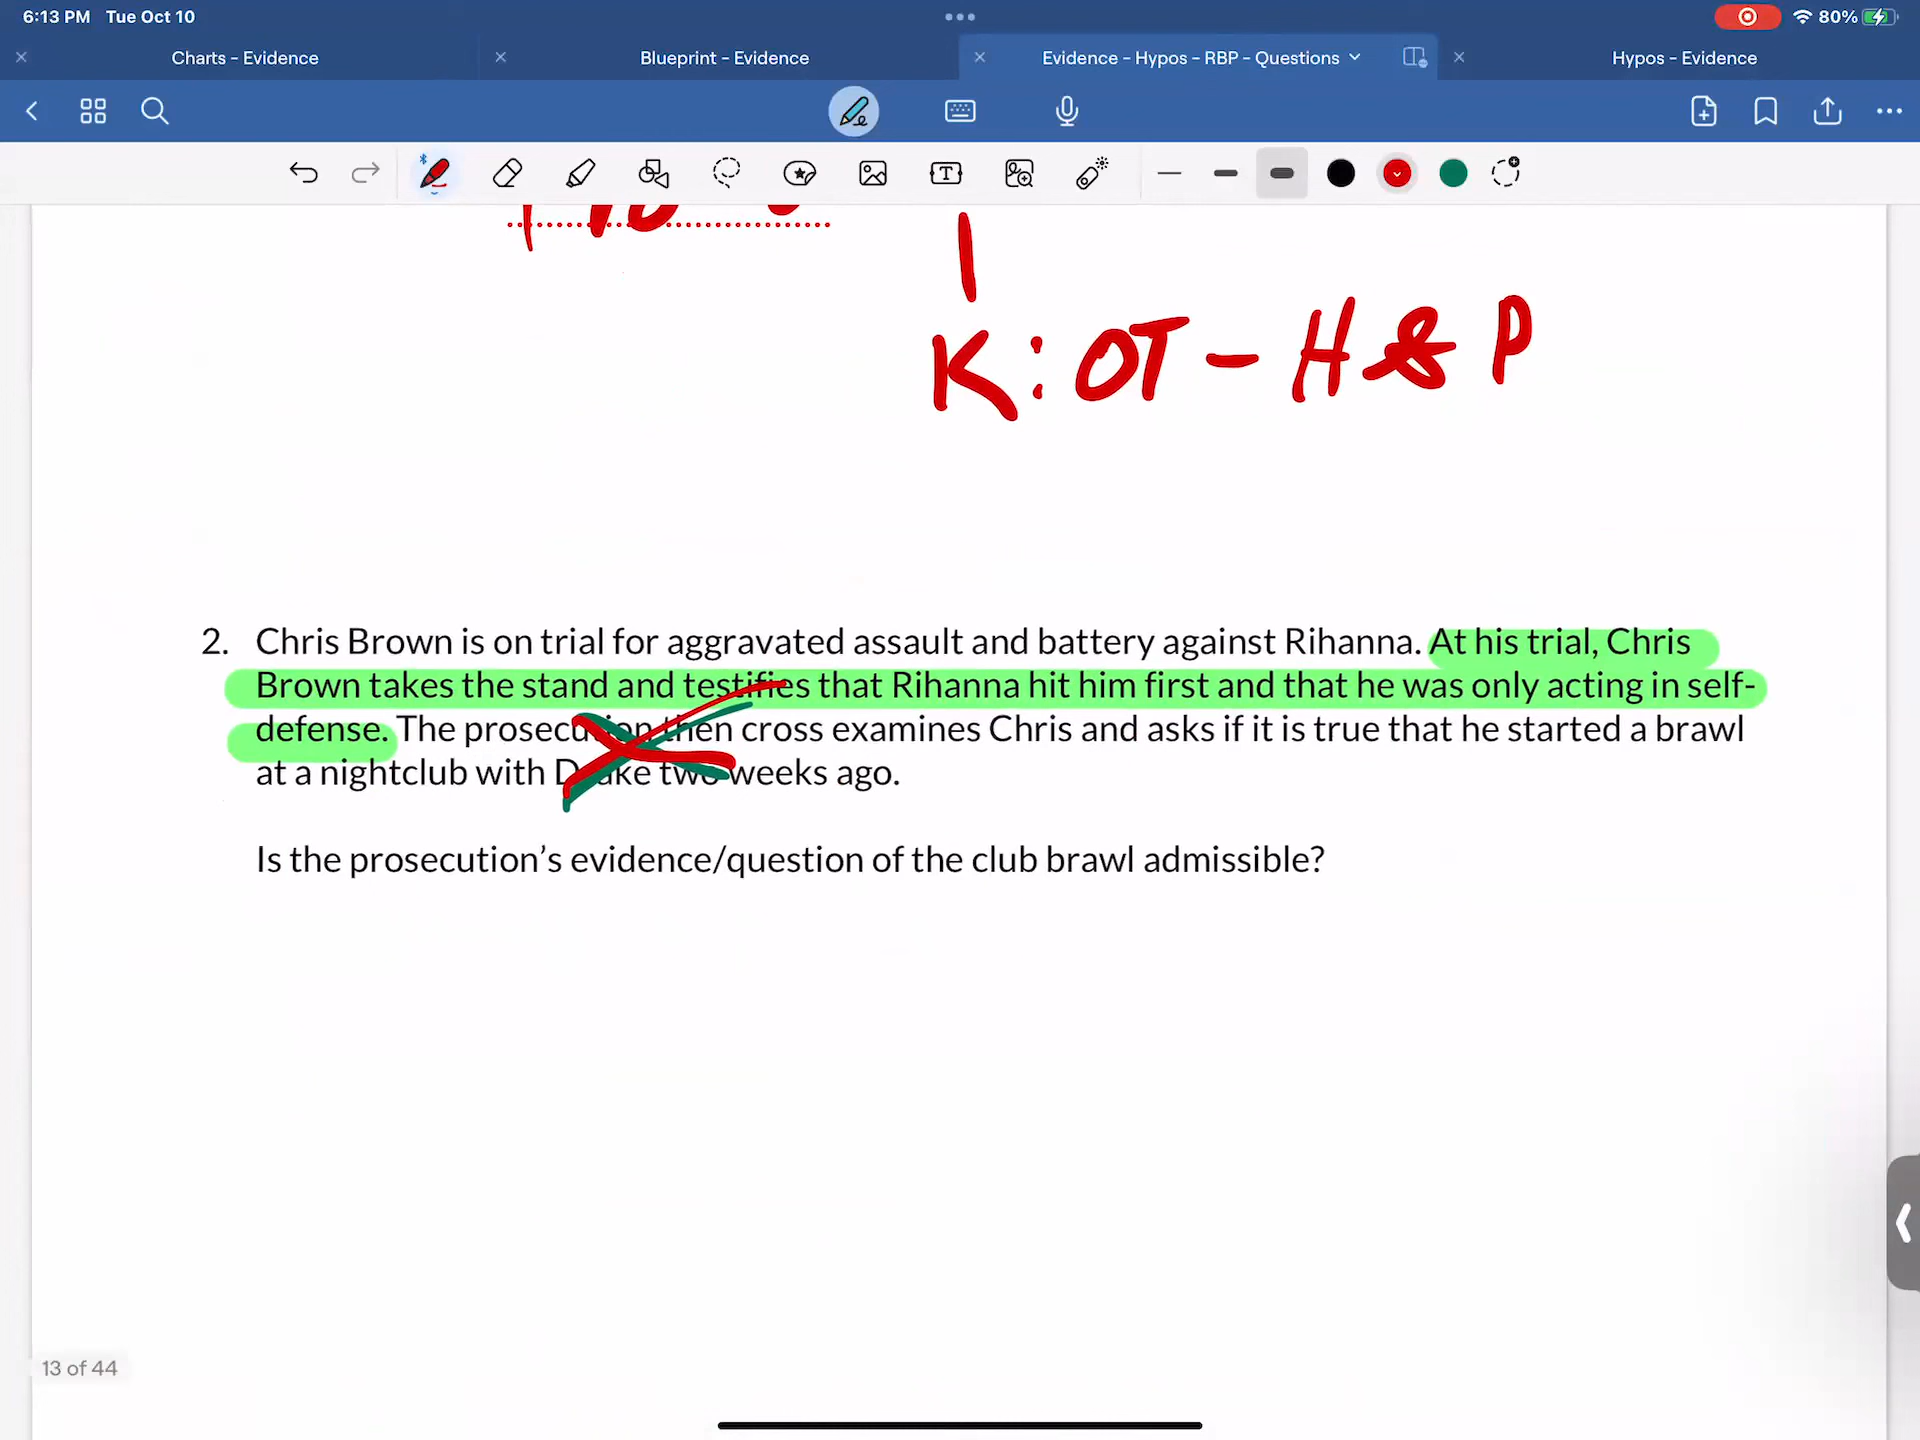 6:13 PM Tue Oct 10
80%
Charts - Evidence
Blueprint - Evidence
Evidence - Hypos - RBP - Questions
Hypos - Evidence
K: OT - H & P
2. Chris Brown is on trial for aggravated assault and battery against Rihanna. At his trial, Chris
Brown takes the stand and testifies that Rihanna hit him first and that he was only acting in self-
defense. The prosecution then cross examines Chris and asks if it is true that he started a brawl
at a nightclub with Drake two weeks ago.
Is the prosecution's evidence/question of the club brawl admissible?
13 of 44